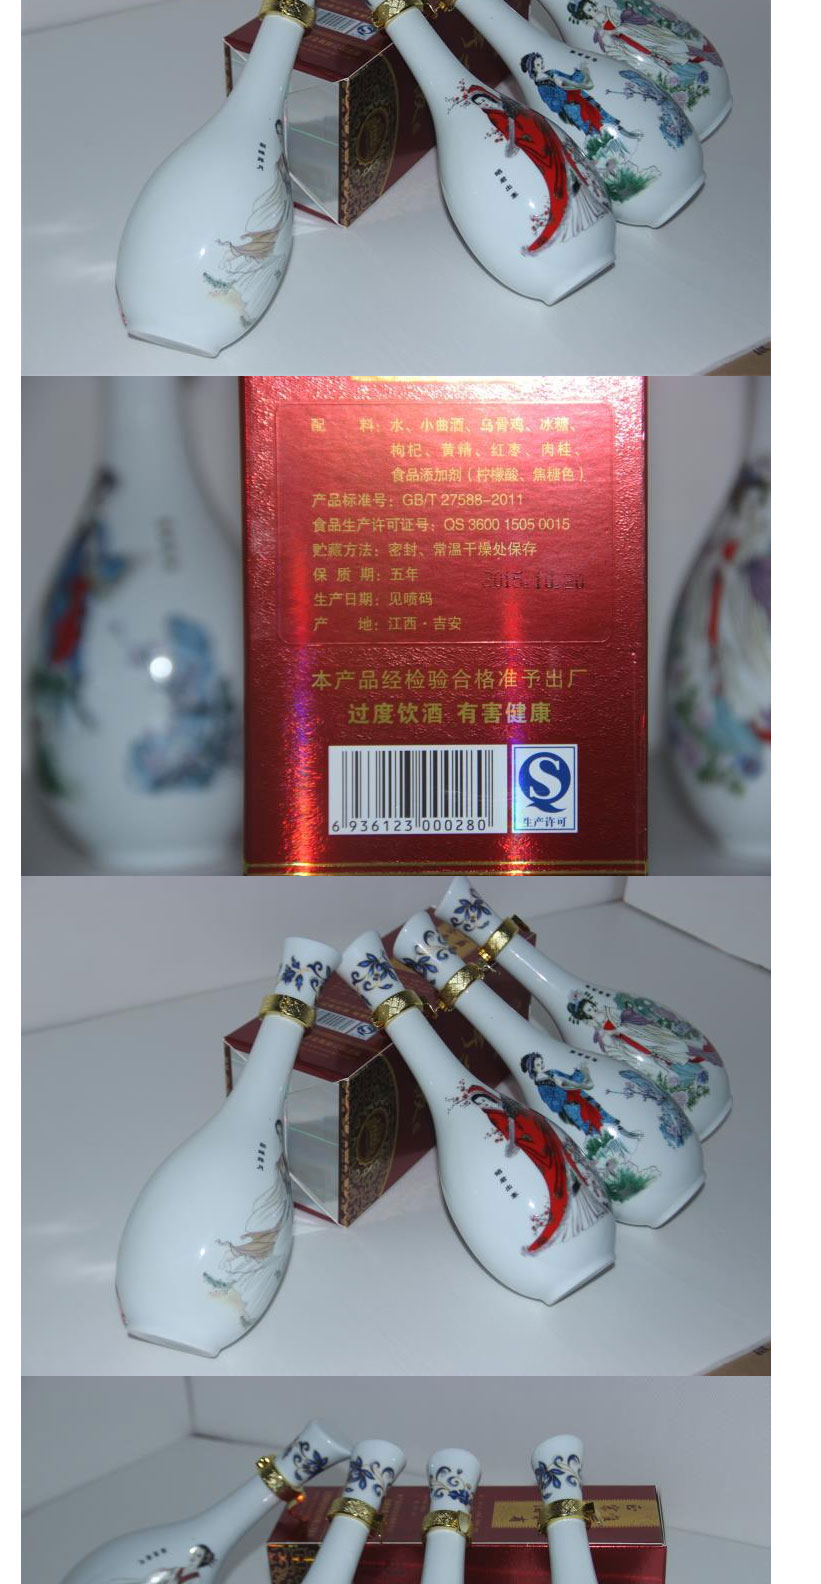 配 料：水、小曲酒、乌骨鸡、冰糖、
枸杞、黄精、红枣、肉桂、
食品添加剂（柠檬酸、焦糖色）
产品标准号：GB/T 27588-2011
食品生产许可证号：QS 3600 1505 0015
贮藏方法：密封、常温干燥处保存
保 质 期：五年
2015.10.20
生产日期：见喷码
产 地：江西·吉安
本产品经检验合格准予出厂
过度饮酒 有害健康
6 936123 000280
生产许可